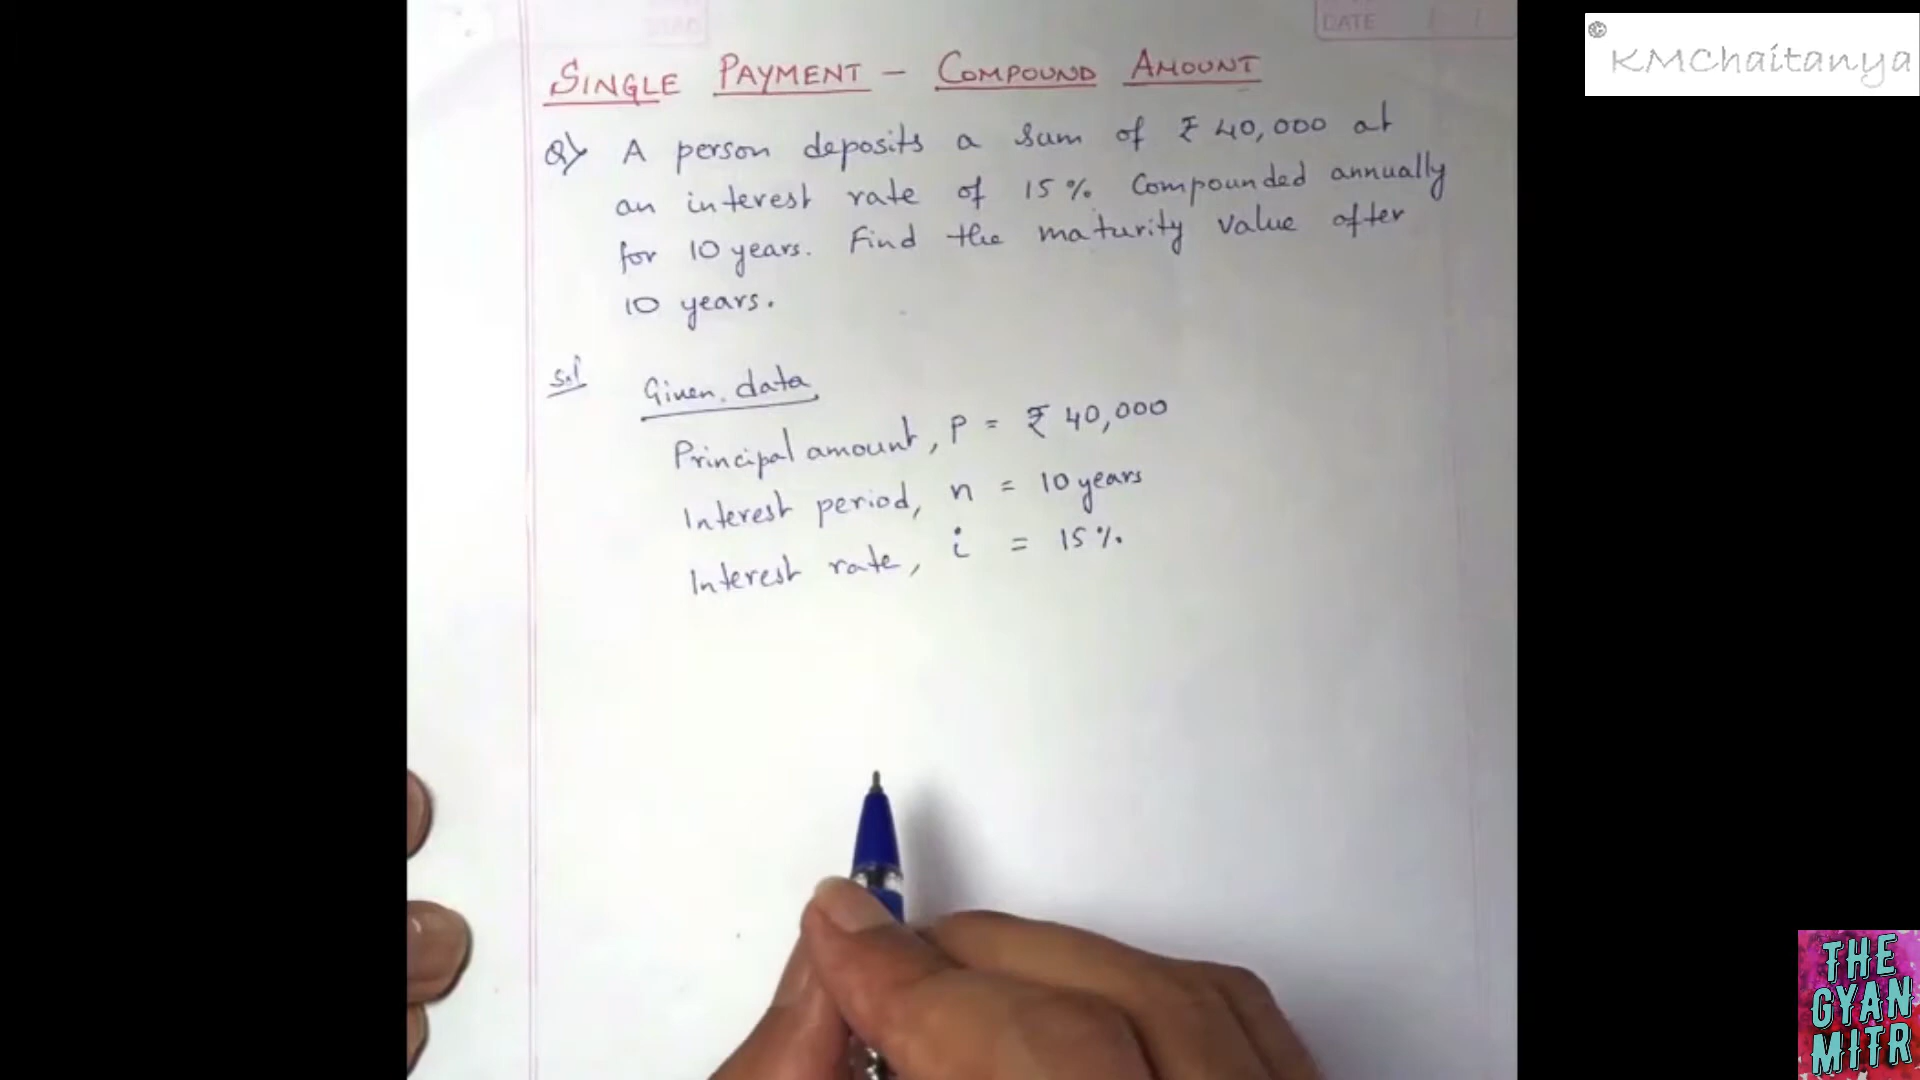 DATE
SINGLE PAYMENT – COMPOUND AMOUNT
Q) A person deposits a sum of ₹ 40,000 at
an interest rate of 15% Compounded annually
for 10 years. Find the maturity value after
10 years.
Sol
Given data
Principal amount, P = ₹ 40,000
Interest period, n = 10 years
Interest rate, i = 15%
© KMChaitanya
THE
GYAN
MITR